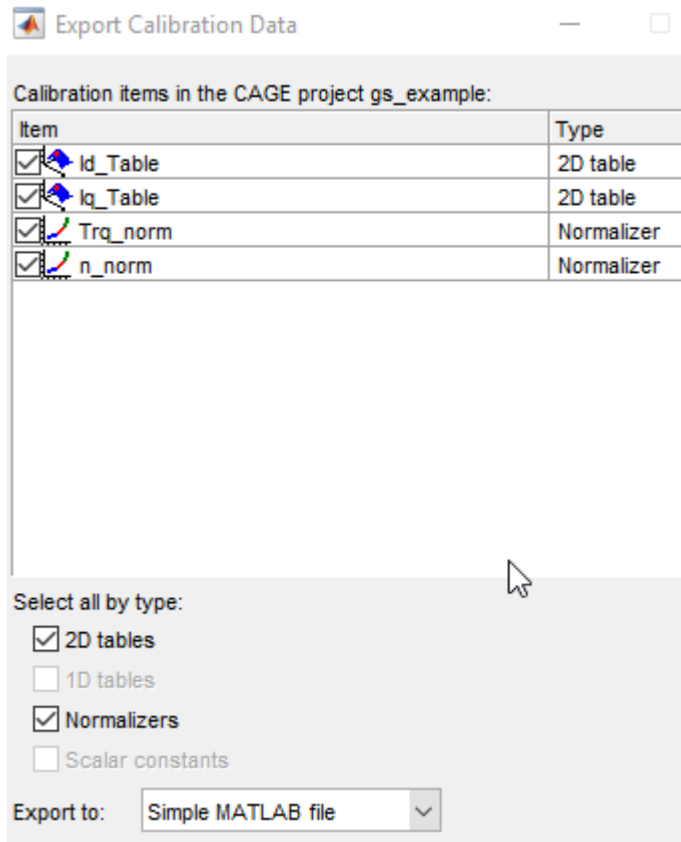 Export Calibration Data
Calibration items in the CAGE project gs_example:
Item Type
Id_Table 2D table
Iq_Table 2D table
Trq_norm Normalizer
n_norm Normalizer
Select all by type:
2D tables
1D tables
Normalizers
Scalar constants
Export to: Simple MATLAB file